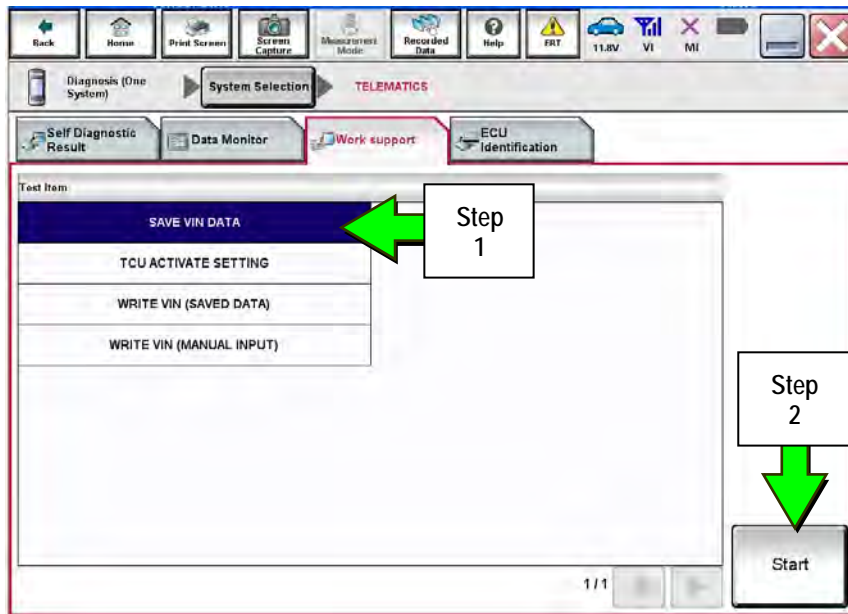 Back
Home
Print Screen
Screen Capture
Measurement Mode
Recorded Data
Help
ERT
11.8V
VI
MI
Diagnosis (One System)
System Selection
TELEMATICS
Self Diagnostic Result
Data Monitor
Work support
ECU Identification
Test Item
SAVE VIN DATA
Step
1
TCU ACTIVATE SETTING
WRITE VIN (SAVED DATA)
WRITE VIN (MANUAL INPUT)
Step
2
Start
1/1